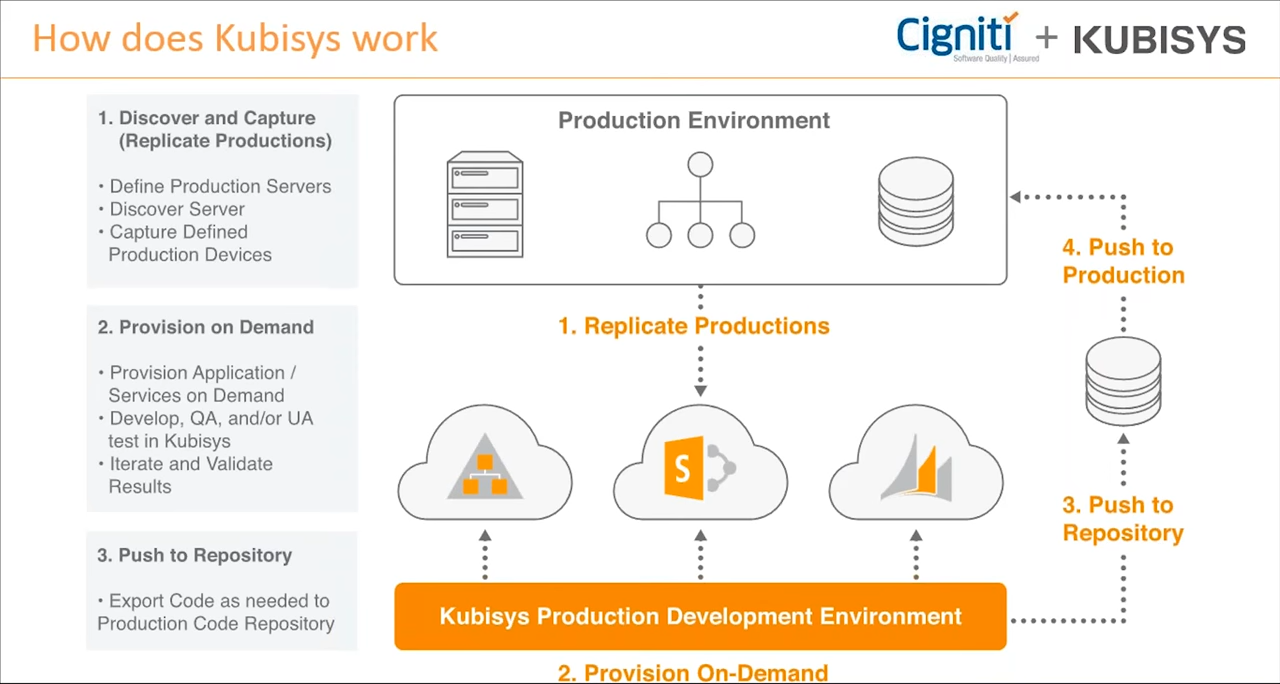 How does Kubisys work
Cigniti + KUBISYS
Software Quality | Assured
1. Discover and Capture
(Replicate Productions)
• Define Production Servers
• Discover Server
• Capture Defined
Production Devices
2. Provision on Demand
• Provision Application /
Services on Demand
• Develop, QA, and/or UA
test in Kubisys
• Iterate and Validate
Results
3. Push to Repository
• Export Code as needed to
Production Code Repository
Production Environment
1. Replicate Productions
S
Kubisys Production Development Environment
2. Provision On-Demand
4. Push to
Production
3. Push to
Repository